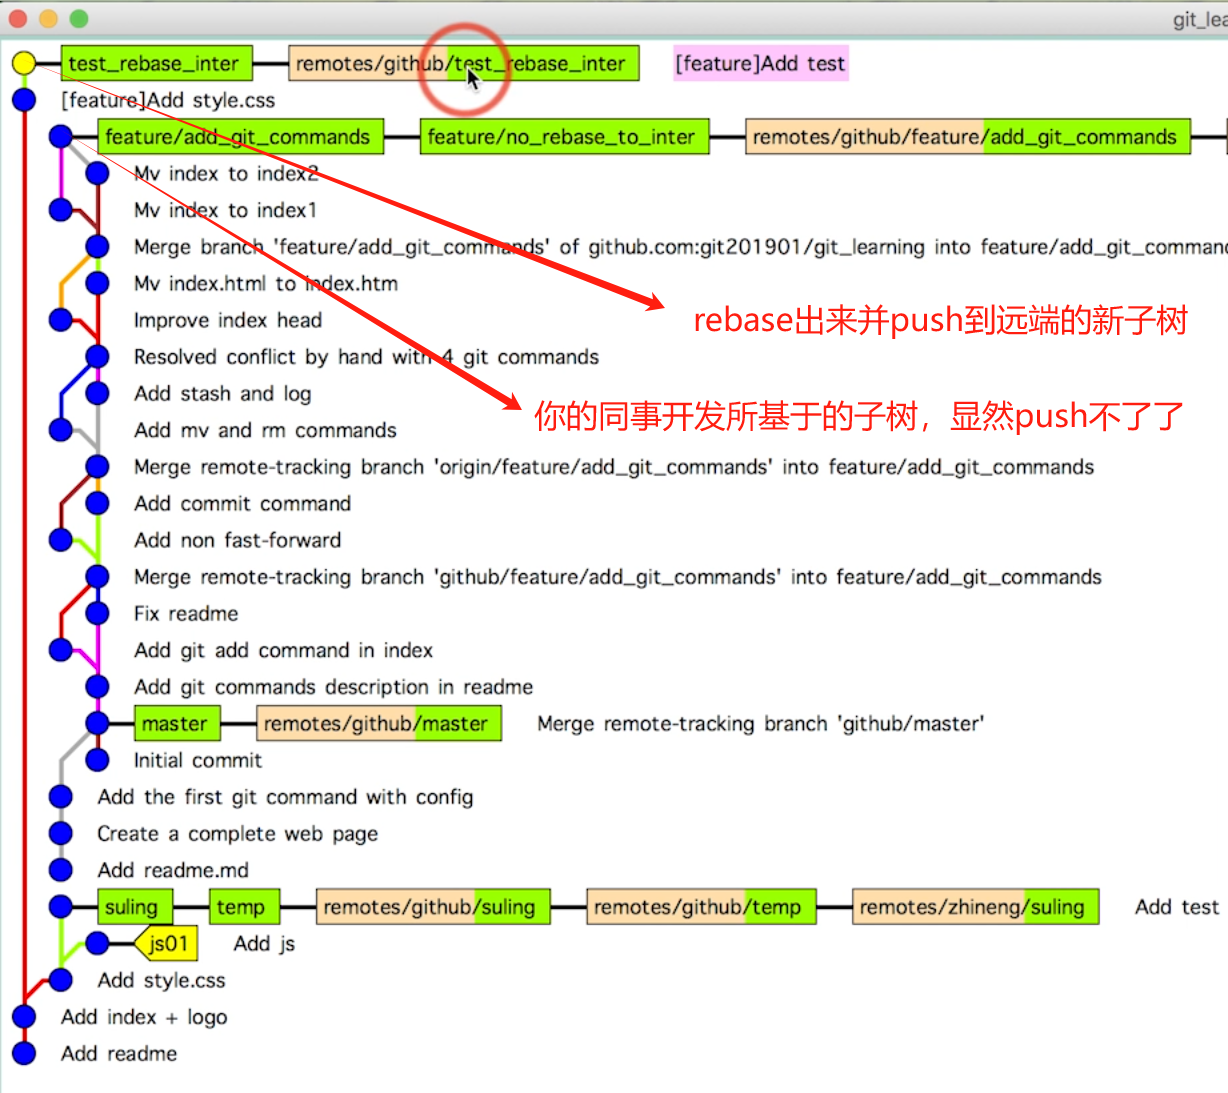 git_lea
test_rebase_inter remotes/github/test_rebase_inter [feature]Add test
[feature]Add style.css
feature/add_git_commands feature/no_rebase_to_inter remotes/github/feature/add_git_commands
Mv index to index2
Mv index to index1
Merge branch 'feature/add_git_commands' of github.com:git201901/git_learning into feature/add_git_comman
Mv index.html to index.htm
rebase出来并push到远端的新子树
Improve index head
Resolved conflict by hand with 4 git commands
Add stash and log
你的同事开发所基于的子树，显然push不了了
Add mv and rm commands
Merge remote-tracking branch 'origin/feature/add_git_commands' into feature/add_git_commands
Add commit command
Add non fast-forward
Merge remote-tracking branch 'github/feature/add_git_commands' into feature/add_git_commands
Fix readme
Add git add command in index
Add git commands description in readme
master remotes/github/master Merge remote-tracking branch 'github/master'
Initial commit
Add the first git command with config
Create a complete web page
Add readme.md
suling temp remotes/github/suling remotes/github/temp remotes/zhineng/suling Add test
js01 Add js
Add style.css
Add index + logo
Add readme